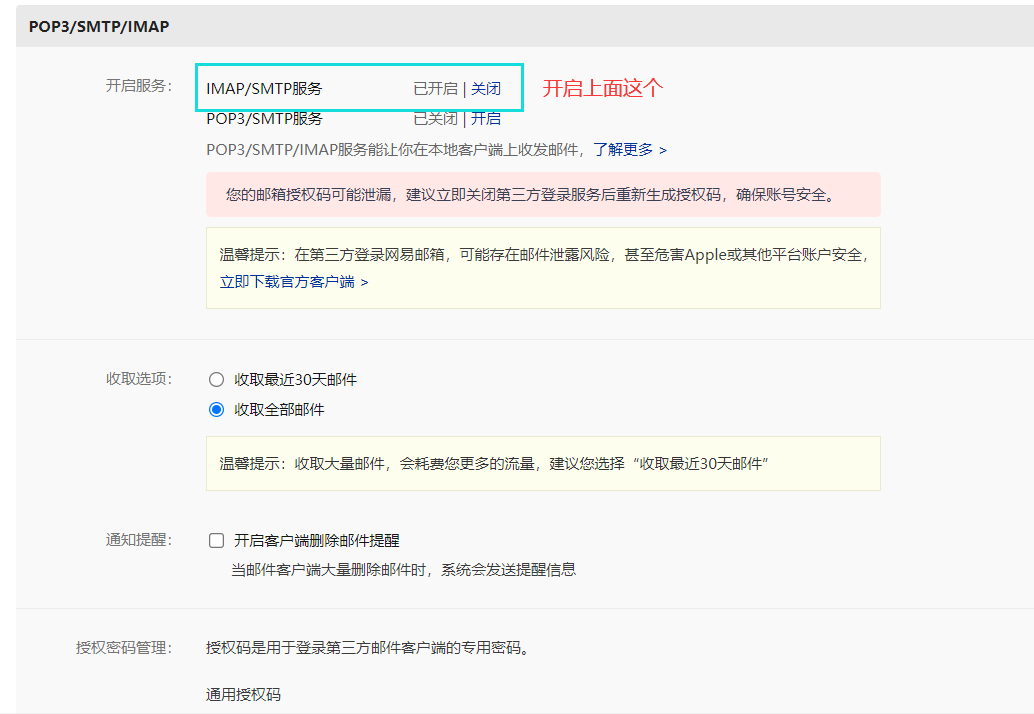 POP3/SMTP/IMAP
开启服务： IMAP/SMTP服务 已开启 | 关闭 开启上面这个
POP3/SMTP服务 已关闭 | 开启
POP3/SMTP/IMAP服务能让你在本地客户端上收发邮件，了解更多 >
您的邮箱授权码可能泄漏，建议立即关闭第三方登录服务后重新生成授权码，确保账号安全。
温馨提示：在第三方登录网易邮箱，可能存在邮件泄露风险，甚至危害Apple或其他平台账户安全，
立即下载官方客户端 >
收取选项： 收取最近30天邮件
收取全部邮件
温馨提示：收取大量邮件，会耗费您更多的流量，建议您选择“收取最近30天邮件”
通知提醒： 开启客户端删除邮件提醒
当邮件客户端大量删除邮件时，系统会发送提醒信息
授权密码管理： 授权码是用于登录第三方邮件客户端的专用密码。
通用授权码